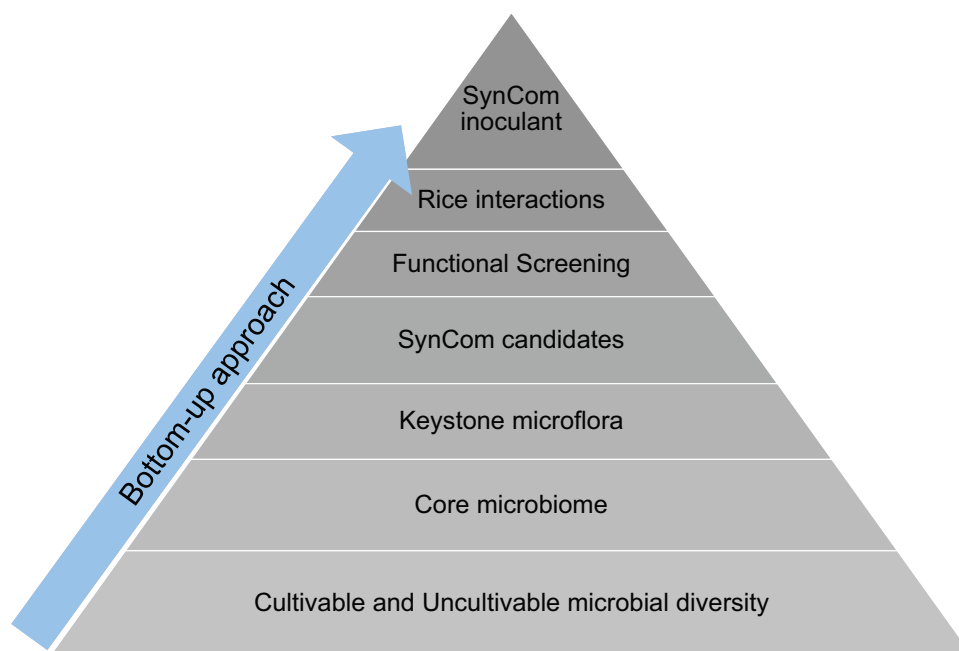 SynCom
inoculant
Rice interactions
Functional Screening
SynCom candidates
Keystone microflora
Core microbiome
Cultivable and Uncultivable microbial diversity
Bottom-up approach